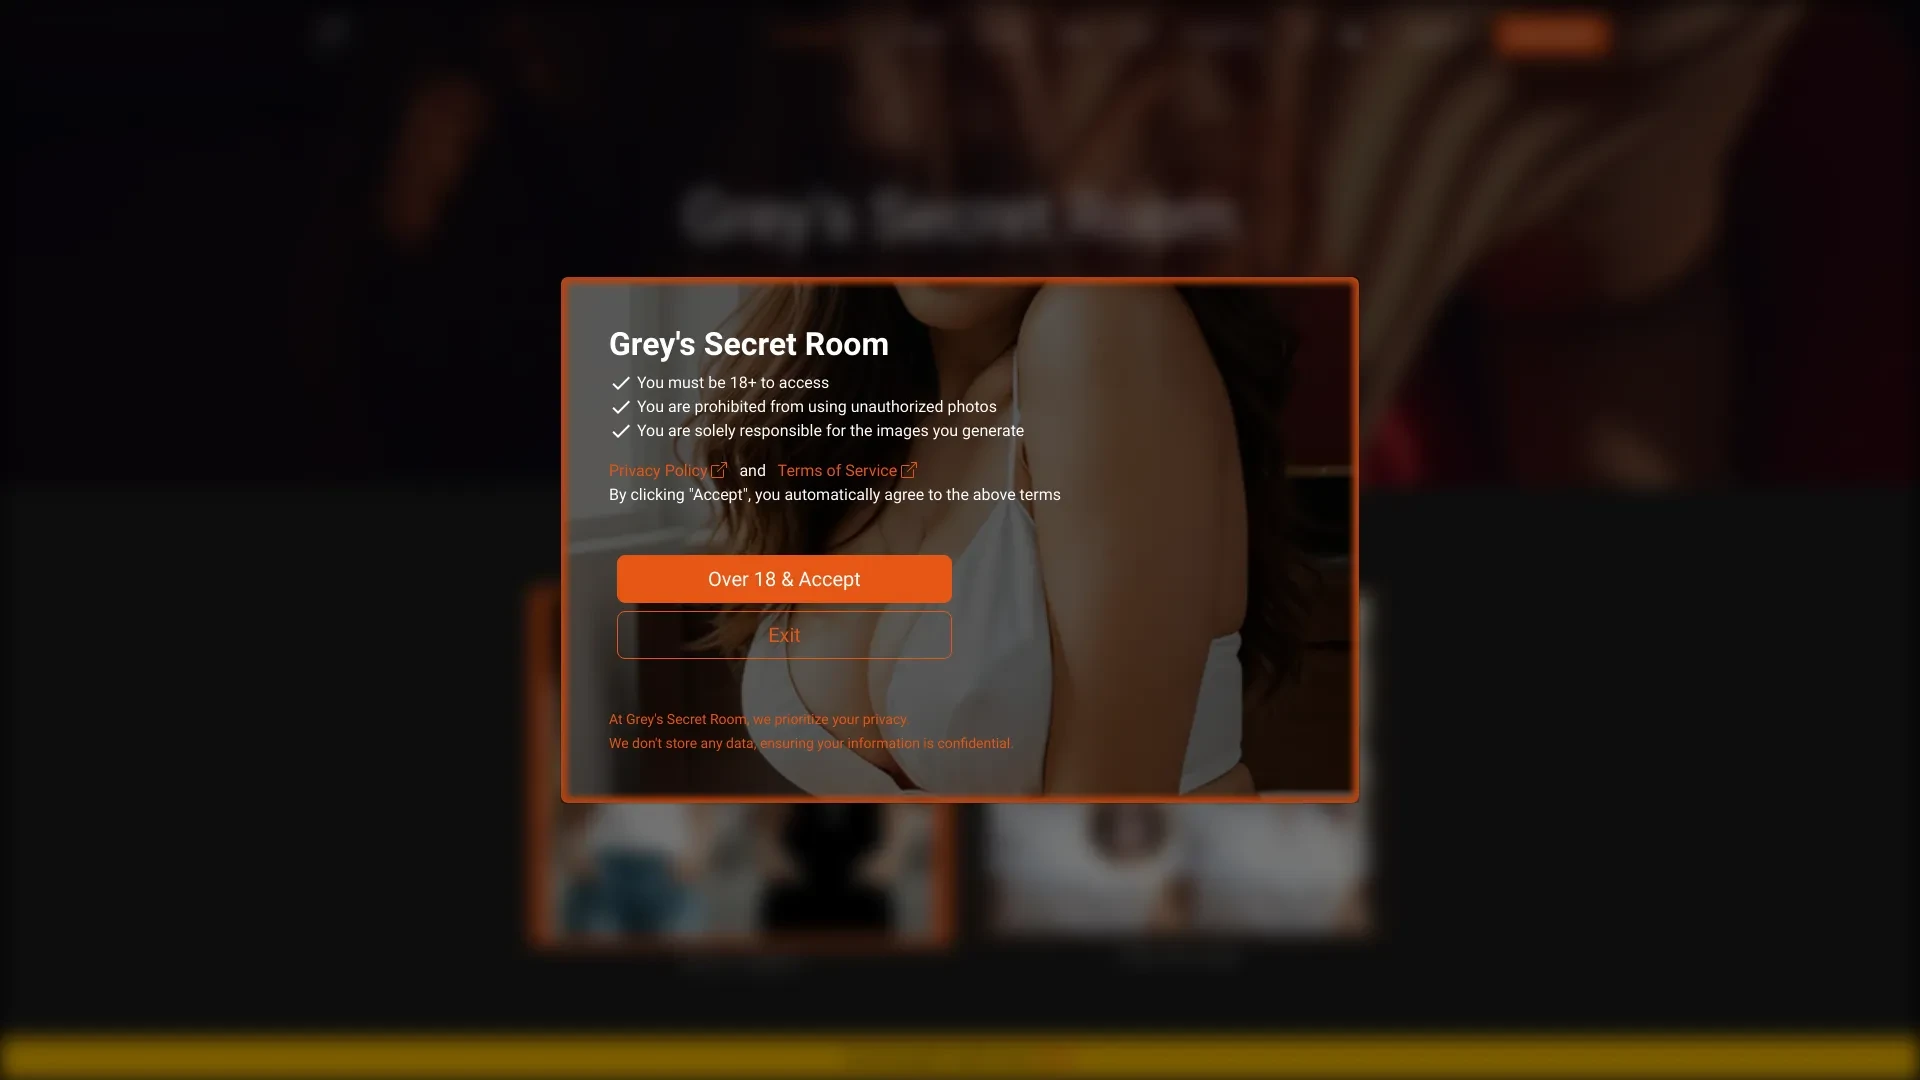 Grey's Secret Room
Grey's Secret Room
You must be 18+ to access
You are prohibited from using unauthorized photos
You are solely responsible for the images you generate
Privacy Policy and Terms of Service
By clicking "Accept", you automatically agree to the above terms
Over 18 & Accept
Exit
At Grey's Secret Room, we prioritize your privacy.
We don't store any data, ensuring your information is confidential.